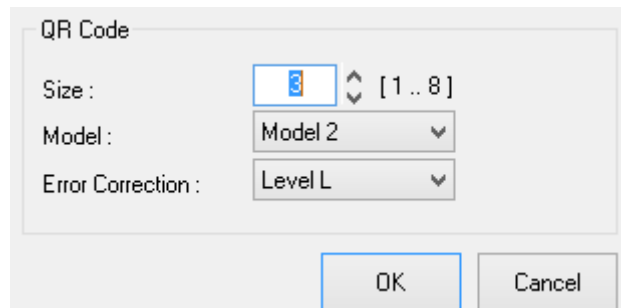 QR Code
Size : 3 [1 .. 8]
Model : Model 2
Error Correction : Level L
OK Cancel